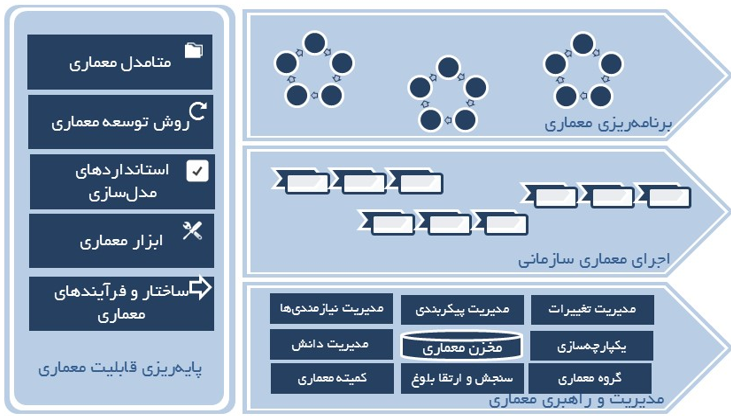 متامدل معماری
روش توسعه معماری
استانداردهای
مدل‌سازی
ابزار معماری
ساختار و فرآیندهای
معماری
پایه‌ریزی قابلیت معماری
برنامه‌ریزی معماری
اجرای معماری سازمانی
مدیریت تغییرات
مدیریت پیکربندی
مدیریت نیازمندی‌ها
یکپارچه‌سازی
مخزن معماری
مدیریت دانش
گروه معماری
سنجش و ارتقا بلوغ
کمیته معماری
مدیریت و راهبری معماری